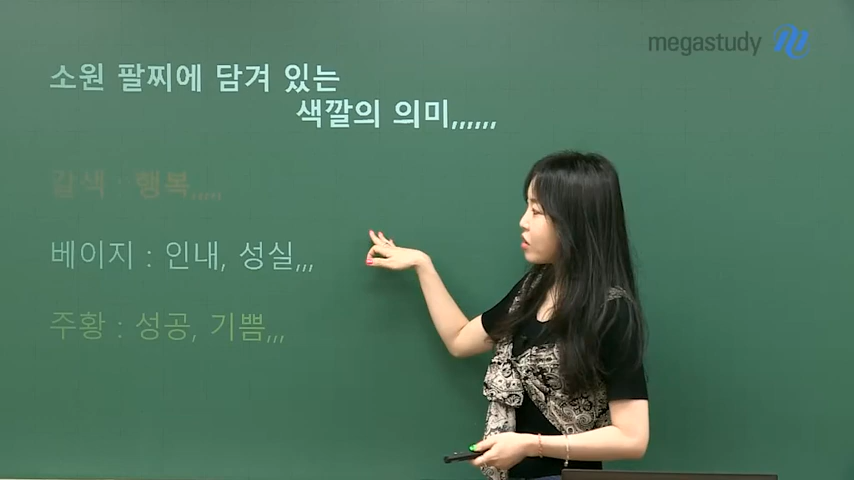 megastudy
소원 팔찌에 담겨 있는
색깔의 의미,,,,,,
갈색 : 행복,,,,,
베이지 : 인내, 성실,,,
주황 : 성공, 기쁨,,,